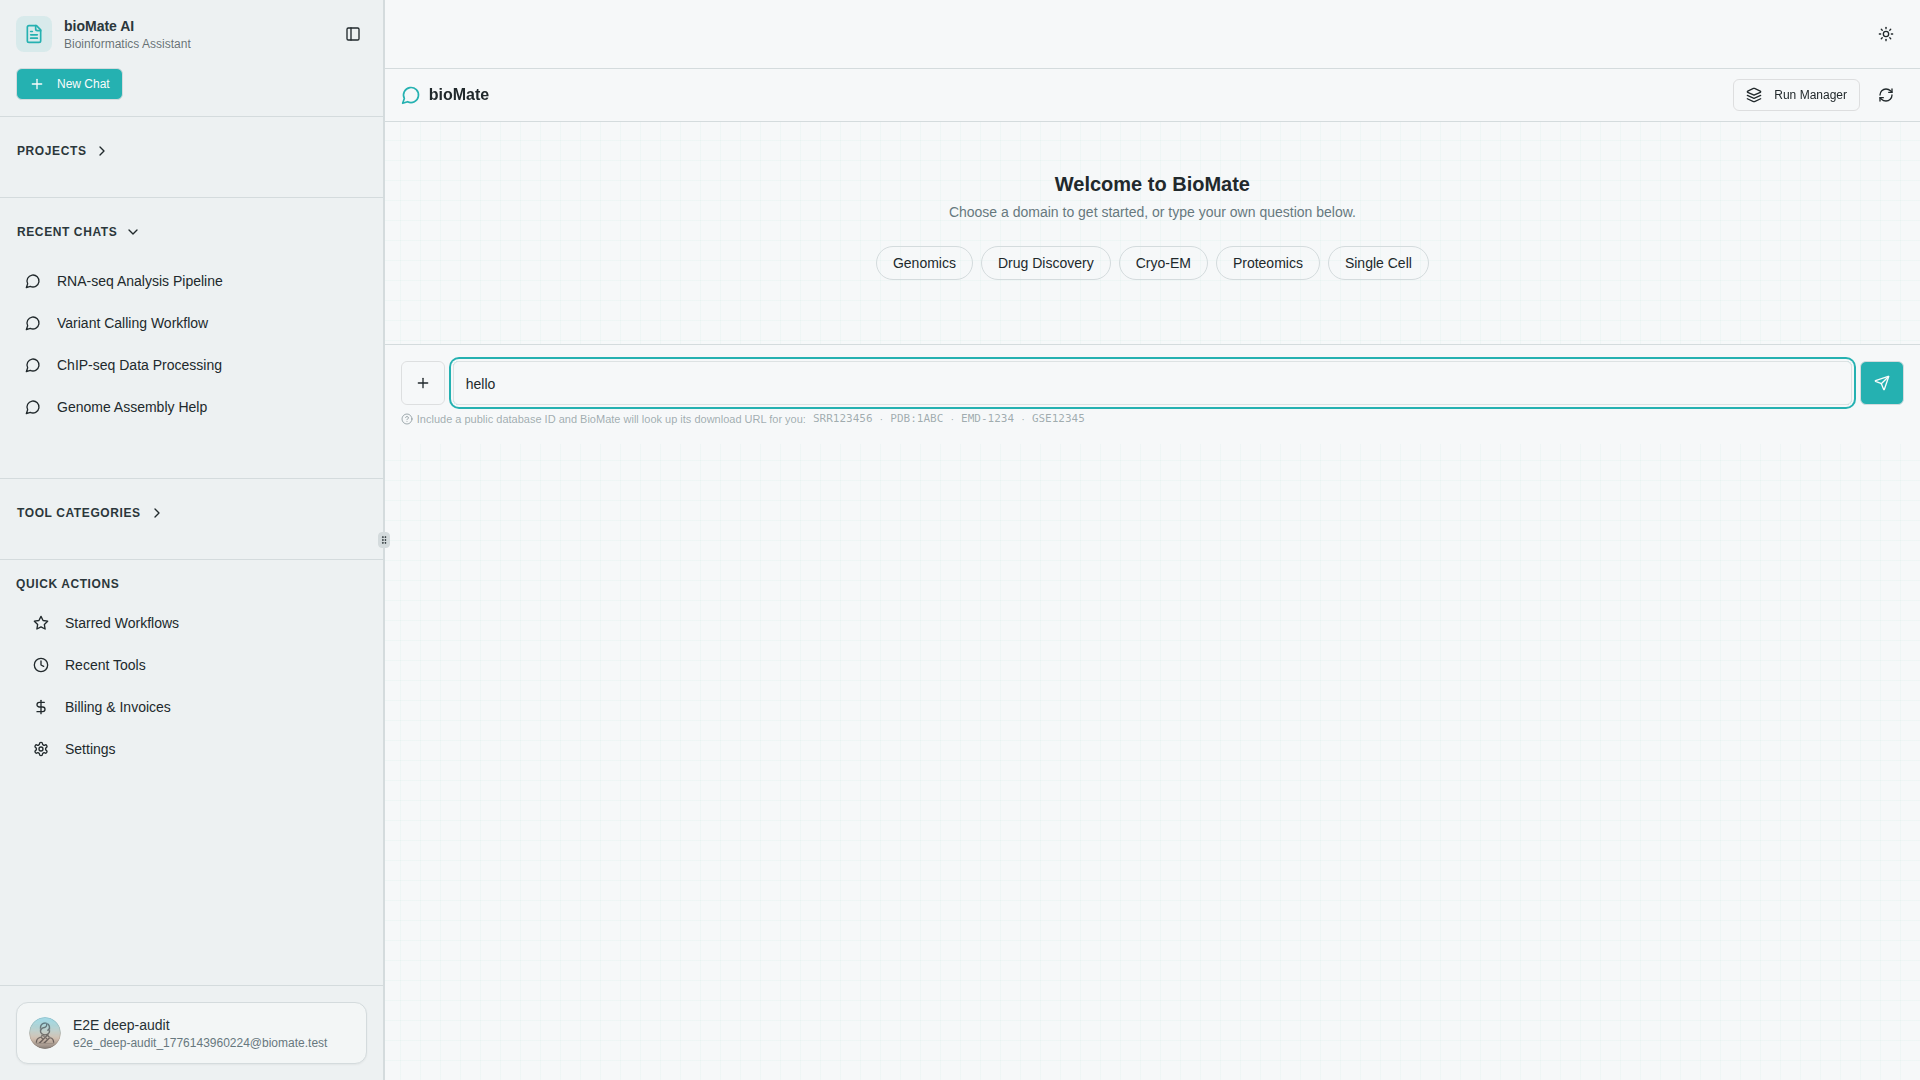 bioMate AI
Bioinformatics Assistant
New Chat
PROJECTS
RECENT CHATS
RNA-seq Analysis Pipeline
Variant Calling Workflow
ChIP-seq Data Processing
Genome Assembly Help
TOOL CATEGORIES
QUICK ACTIONS
Starred Workflows
Recent Tools
Billing & Invoices
Settings
E2E deep-audit
e2e_deep-audit_1776143960224@biomate.test
bioMate
Run Manager
Welcome to BioMate
Choose a domain to get started, or type your own question below.
Genomics Drug Discovery Cryo-EM Proteomics Single Cell
hello
Include a public database ID and BioMate will look up its download URL for you: SRR123456 · PDB:1ABC · EMD-1234 · GSE12345